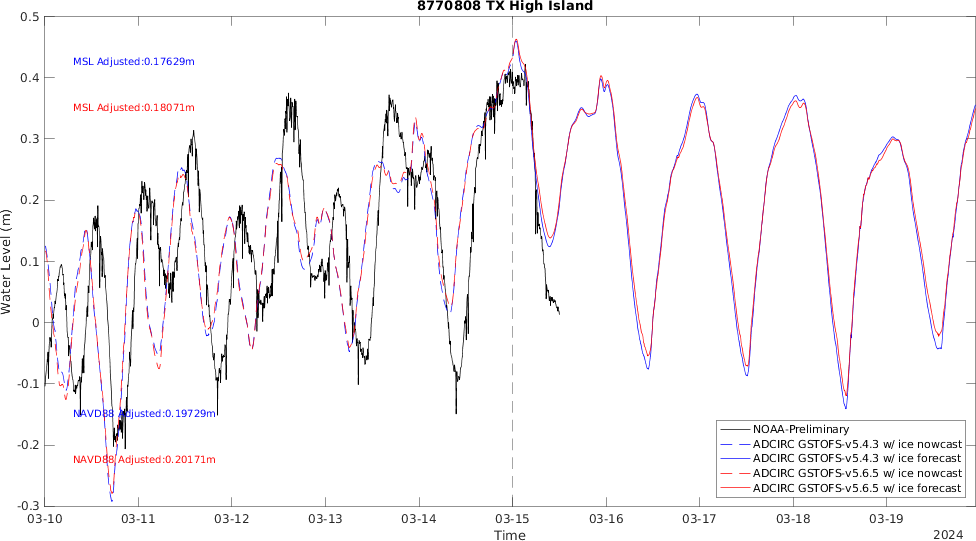 8770808 TX High Island
0.5
0.4
0.3
0.2
0.1
0
-0.1
-0.2
-0.3
Water Level (m)
MSL Adjusted:0.17629m
MSL Adjusted:0.18071m
NAVD88 Adjusted:0.19729m
NAVD88 Adjusted:0.20171m
NOAA-Preliminary
ADCIRC GSTOFS-v5.4.3 w/ ice nowcast
ADCIRC GSTOFS-v5.4.3 w/ ice forecast
ADCIRC GSTOFS-v5.6.5 w/ ice nowcast
ADCIRC GSTOFS-v5.6.5 w/ ice forecast
03-10 03-11 03-12 03-13 03-14 03-15 03-16 03-17 03-18 03-19
Time
2024